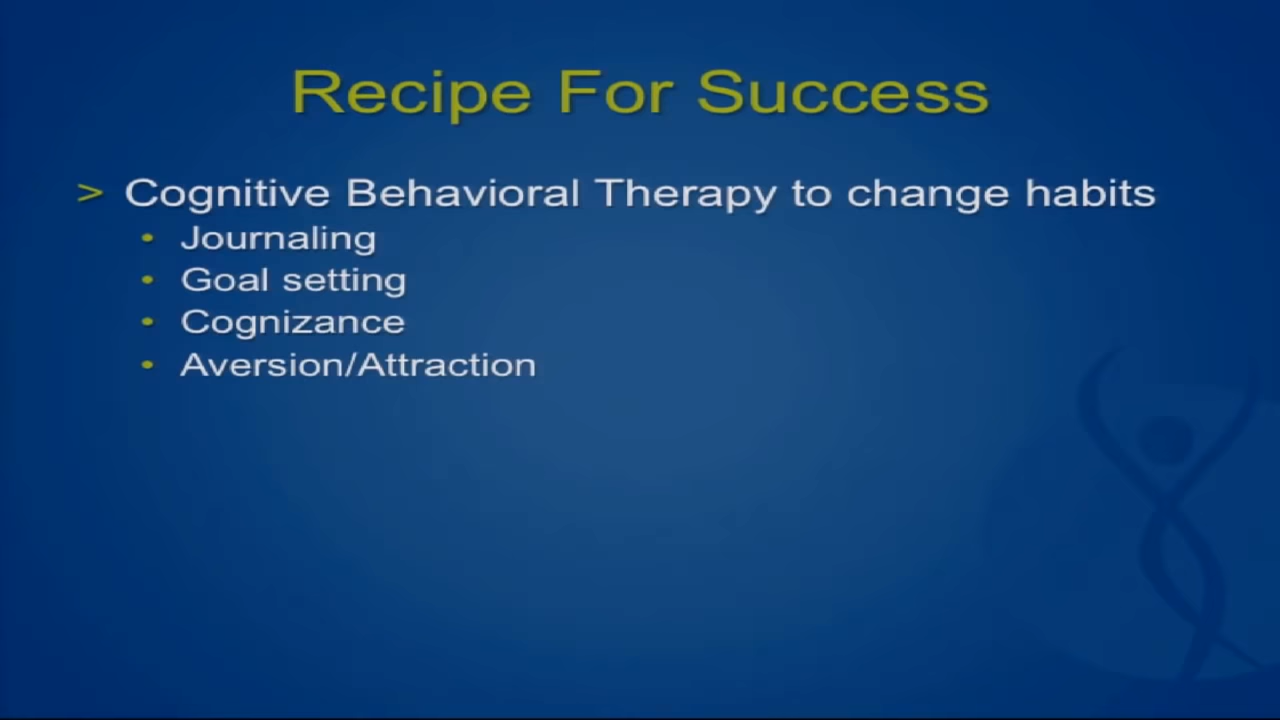 Recipe For Success
> Cognitive Behavioral Therapy to change habits
• Journaling
• Goal setting
• Cognizance
• Aversion/Attraction